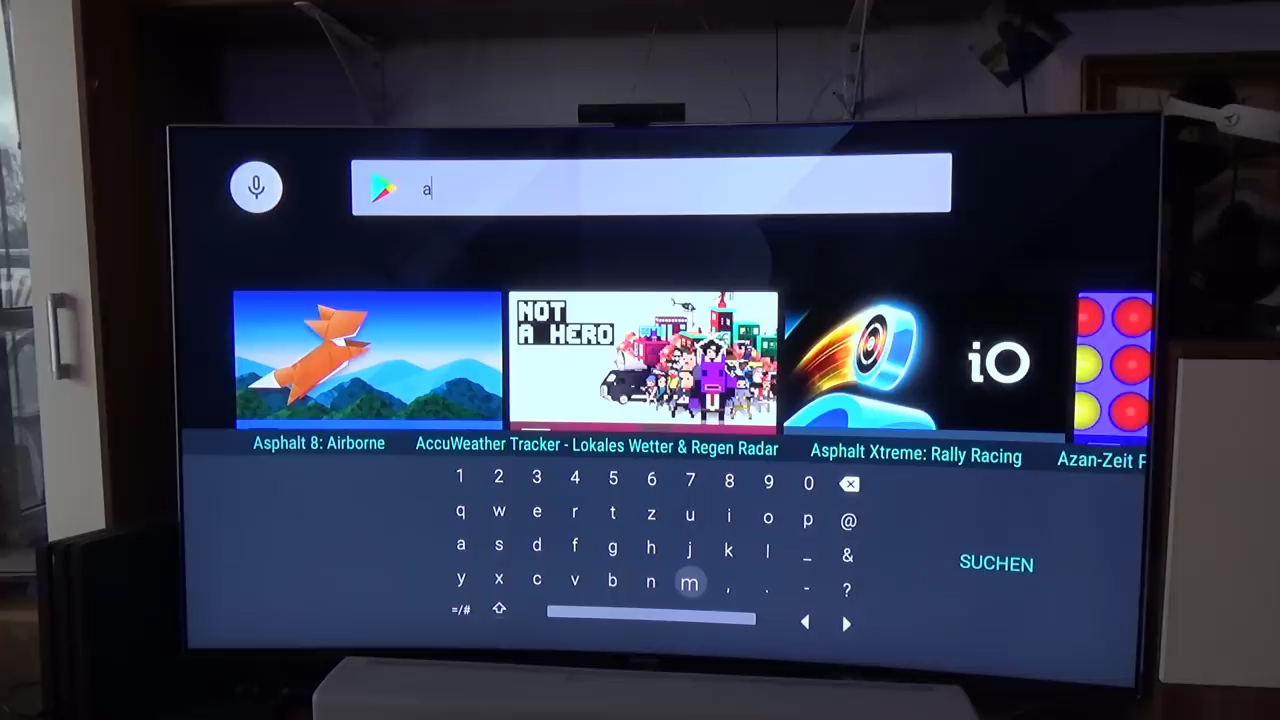 a
NOT
A HERO
iO
Asphalt 8: Airborne
AccuWeather Tracker - Lokales Wetter & Regen Radar
Asphalt Xtreme: Rally Racing
Azan-Zeit P
1 2 3 4 5 6 7 8 9 0
q w e r t z u i o p @
a s d f g h j k l _ &
SUCHEN
y x c v b n m , . - ?
=/#